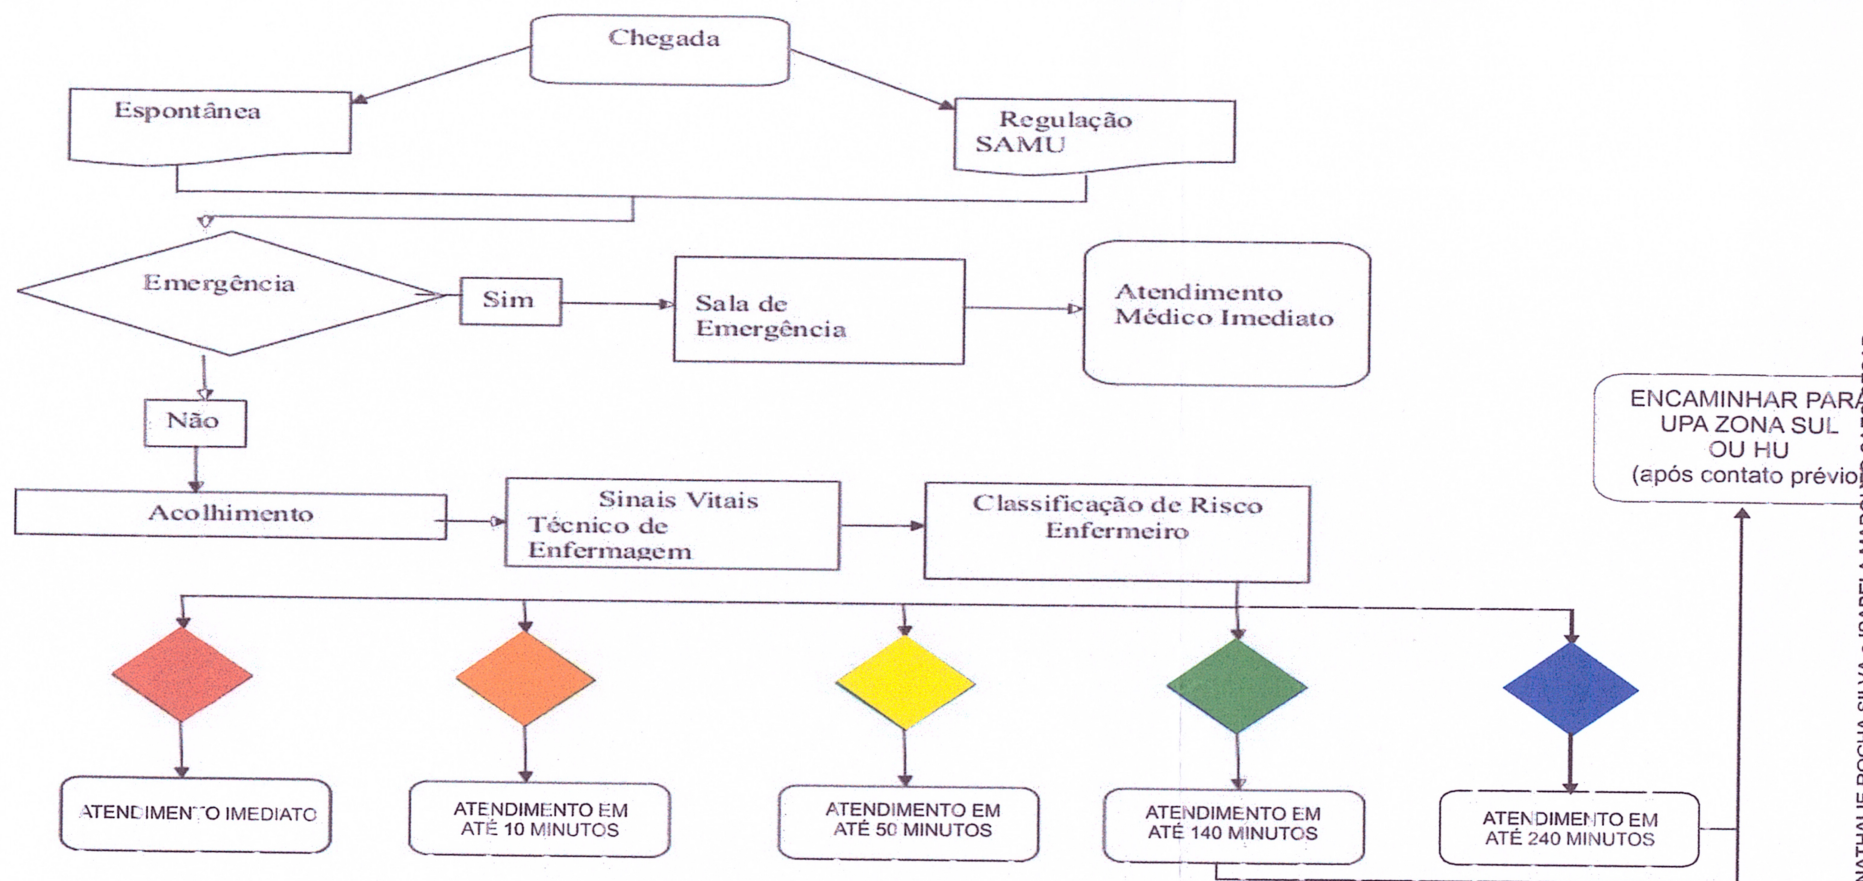 Chegada
Espontânea
Regulação
SAMU
Emergência
Sim
Sala de
Emergência
Atendimento
Médico Imediato
Não
ENCAMINHAR PARA
UPA ZONA SUL
OU HU
(após contato prévio
Acolhimento
Sinais Vitais
Técnico de
Enfermagem
Classificação de Risco
Enfermeiro
ATENDIMENTO IMEDIATO
ATENDIMENTO EM
ATÉ 10 MINUTOS
ATENDIMENTO EM
ATÉ 50 MINUTOS
ATENDIMENTO EM
ATÉ 140 MINUTOS
ATENDIMENTO EM
ATÉ 240 MINUTOS